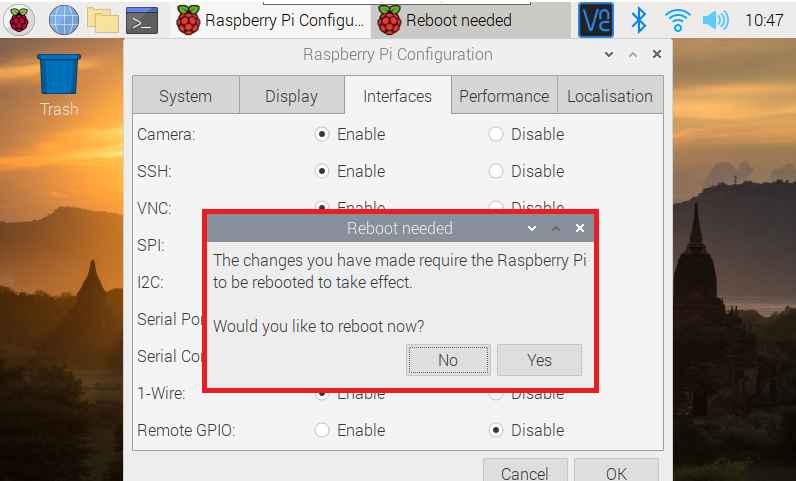 Raspberry Pi Configu...
Reboot needed
VNC
10:47
Trash
Raspberry Pi Configuration
System
Display
Interfaces
Performance
Localisation
Camera:
Enable
Disable
SSH:
Enable
Disable
VNC:
Enable
Disable
Reboot needed
The changes you have made require the Raspberry Pi
to be rebooted to take effect.
Would you like to reboot now?
No
Yes
SPI:
I2C:
Serial Por
Serial Co
1-Wire:
Enable
Disable
Remote GPIO:
Enable
Disable
Cancel
OK